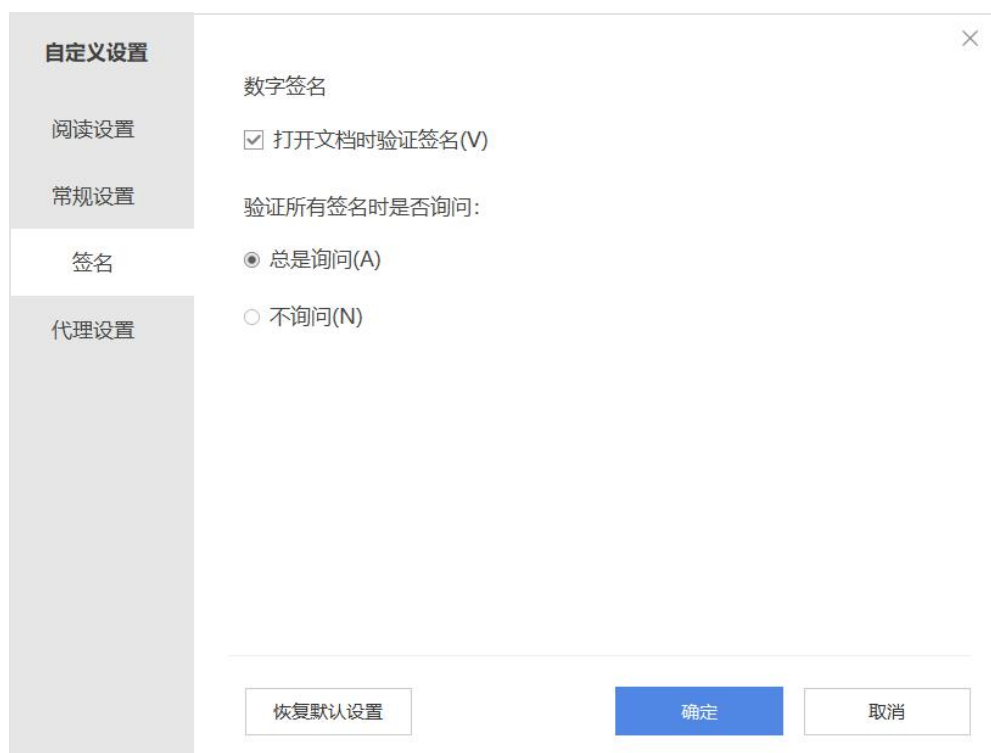 自定义设置
阅读设置
常规设置
签名
代理设置
数字签名
打开文档时验证签名(V)
验证所有签名时是否询问：
总是询问(A)
不询问(N)
恢复默认设置
确定
取消